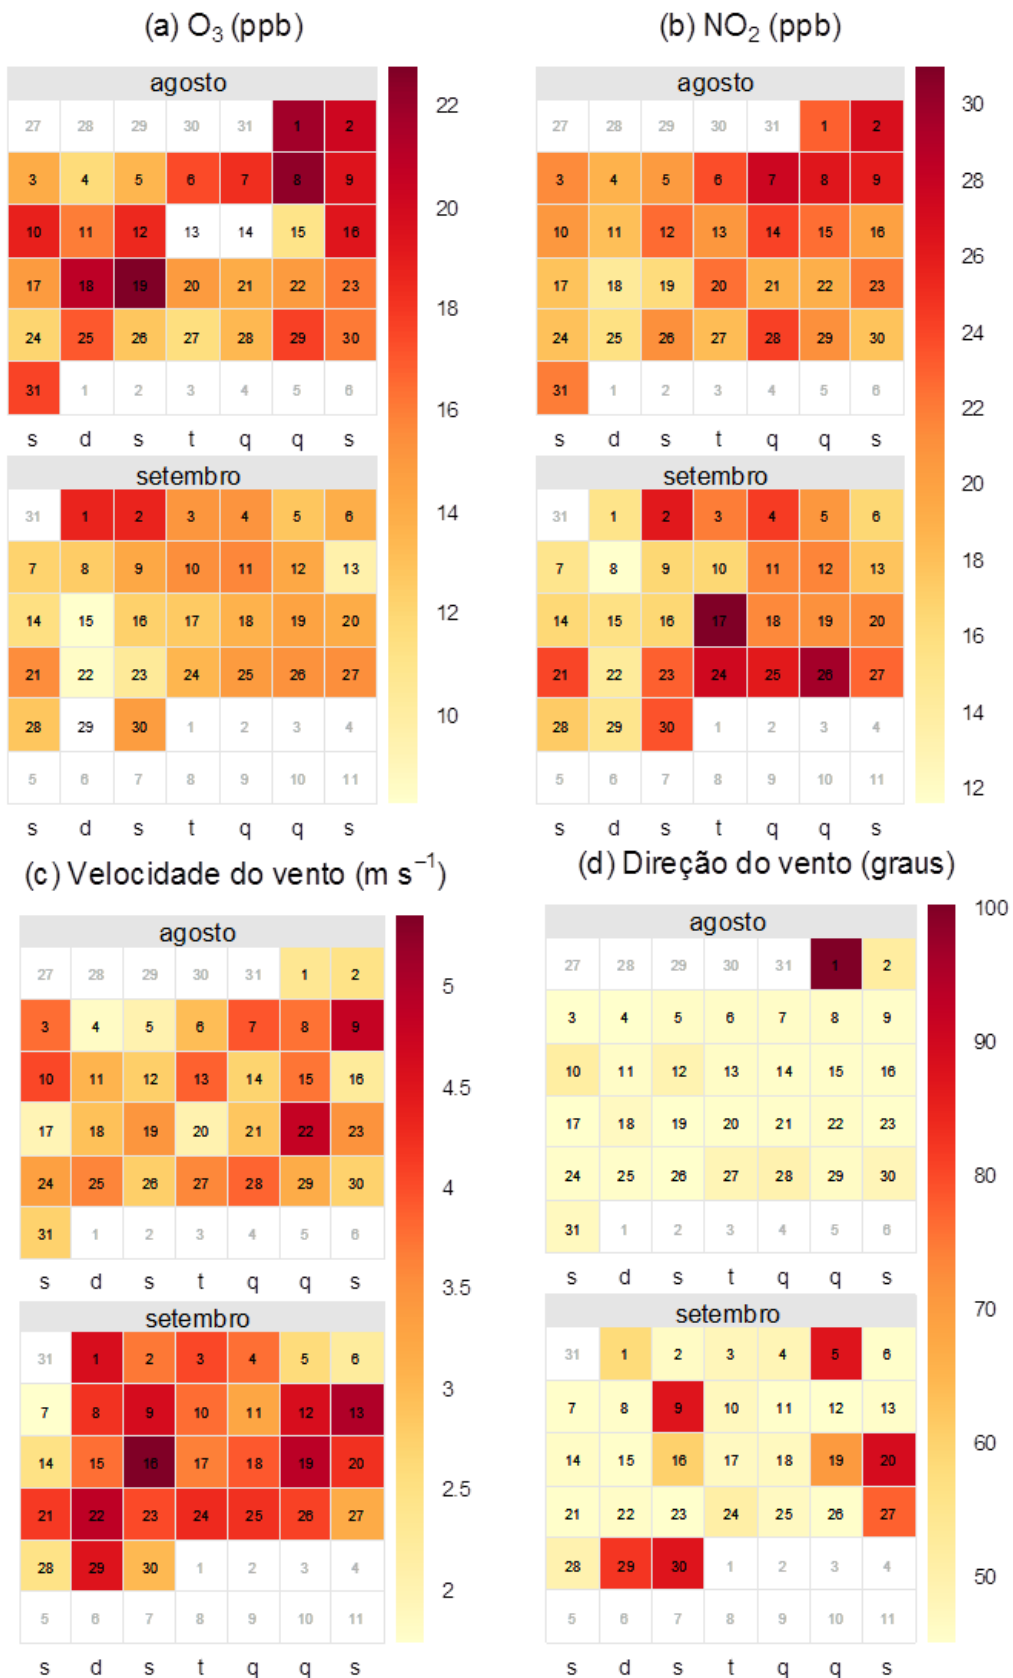 (a) O₃ (ppb)
agosto
27 28 29 30 31 1 2
3 4 5 6 7 8 9
10 11 12 13 14 15 16
17 18 19 20 21 22 23
24 25 26 27 28 29 30
31 1 2 3 4 5 6
s d s t q q s
setembro
31 1 2 3 4 5 6
7 8 9 10 11 12 13
14 15 16 17 18 19 20
21 22 23 24 25 26 27
28 29 30 1 2 3 4
5 6 7 8 9 10 11
s d s t q q s
22
20
18
16
14
12
10
(b) NO₂ (ppb)
agosto
27 28 29 30 31 1 2
3 4 5 6 7 8 9
10 11 12 13 14 15 16
17 18 19 20 21 22 23
24 25 26 27 28 29 30
31 1 2 3 4 5 6
s d s t q q s
setembro
31 1 2 3 4 5 6
7 8 9 10 11 12 13
14 15 16 17 18 19 20
21 22 23 24 25 26 27
28 29 30 1 2 3 4
5 6 7 8 9 10 11
s d s t q q s
30
28
26
24
22
20
18
16
14
12
(c) Velocidade do vento (m s⁻¹)
agosto
27 28 29 30 31 1 2
3 4 5 6 7 8 9
10 11 12 13 14 15 16
17 18 19 20 21 22 23
24 25 26 27 28 29 30
31 1 2 3 4 5 6
s d s t q q s
setembro
31 1 2 3 4 5 6
7 8 9 10 11 12 13
14 15 16 17 18 19 20
21 22 23 24 25 26 27
28 29 30 1 2 3 4
5 6 7 8 9 10 11
s d s t q q s
5
4.5
4
3.5
3
2.5
2
(d) Direção do vento (graus)
agosto
27 28 29 30 31 1 2
3 4 5 6 7 8 9
10 11 12 13 14 15 16
17 18 19 20 21 22 23
24 25 26 27 28 29 30
31 1 2 3 4 5 6
s d s t q q s
setembro
31 1 2 3 4 5 6
7 8 9 10 11 12 13
14 15 16 17 18 19 20
21 22 23 24 25 26 27
28 29 30 1 2 3 4
5 6 7 8 9 10 11
s d s t q q s
100
90
80
70
60
50